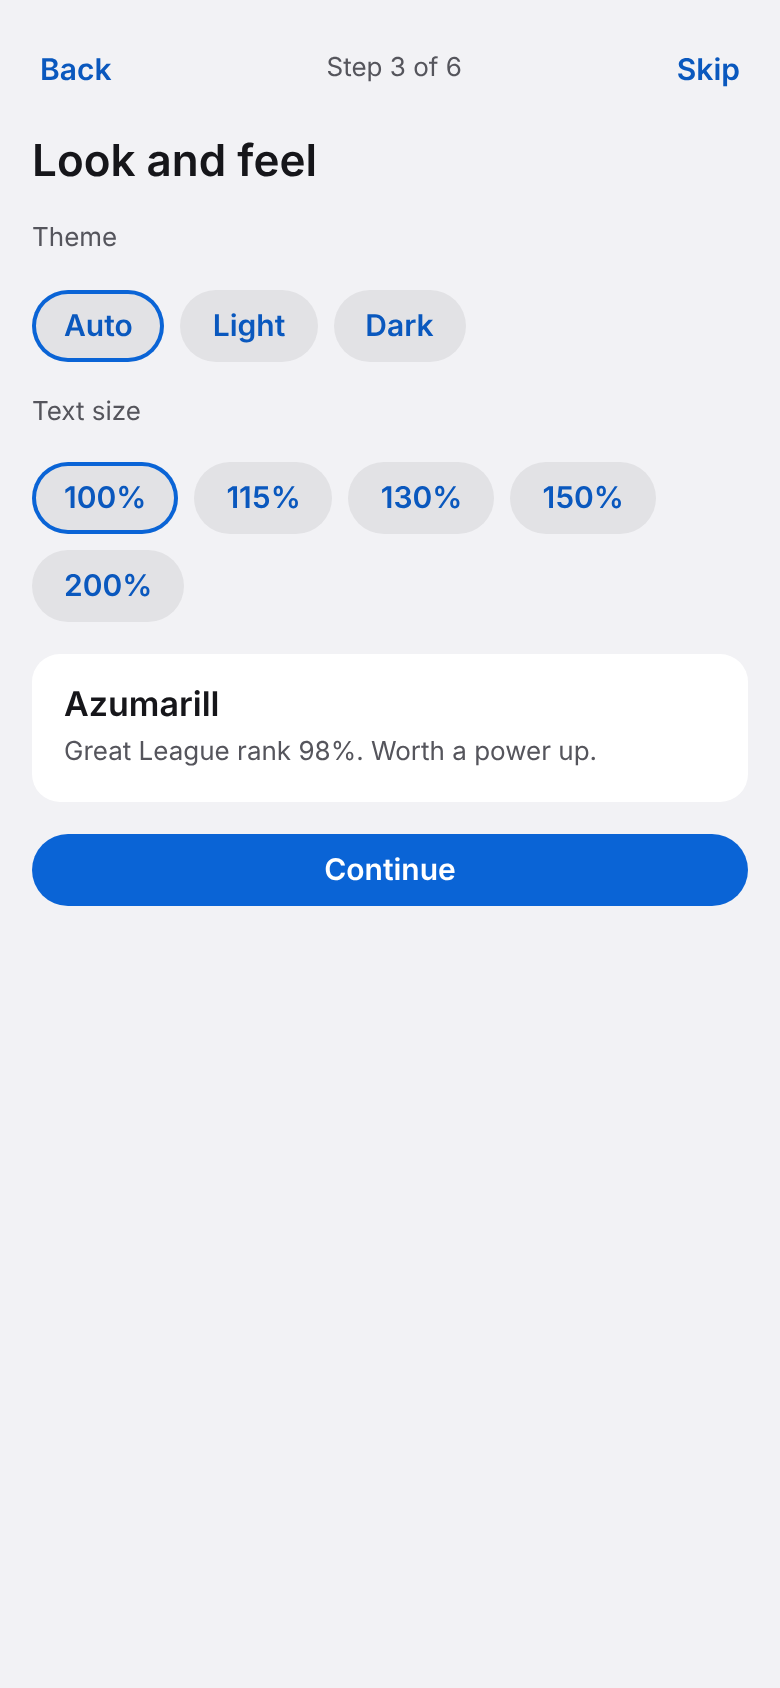 Back Step 3 of 6 Skip
Look and feel
Theme
Auto Light Dark
Text size
100% 115% 130% 150%
200%
Azumarill
Great League rank 98%. Worth a power up.
Continue